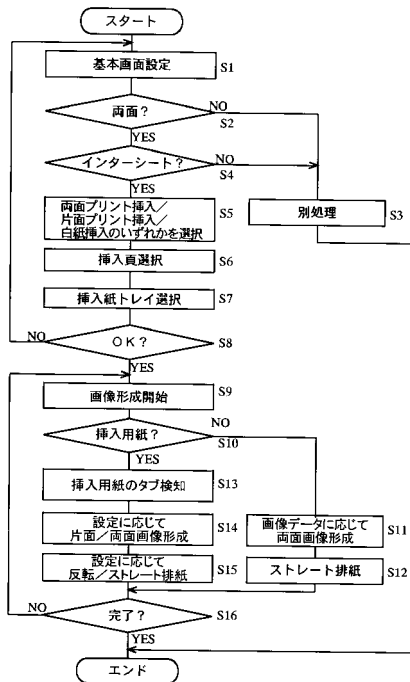 スタート
基本画面設定 S1
両面? NO
S2
YES
インターシート? NO
S4
YES
両面プリント挿入/
片面プリント挿入/
白紙挿入のいずれかを選択
S5
別処理 S3
挿入頁選択 S6
挿入紙トレイ選択 S7
NO OK? S8
YES
画像形成開始 S9
挿入用紙? NO
S10
YES
挿入用紙のタブ検知 S13
設定に応じて
片面/両面画像形成
S14
画像データに応じて
両面画像形成
S11
設定に応じて
反転/ストレート排紙
S15
ストレート排紙 S12
NO 完了? S16
YES
エンド